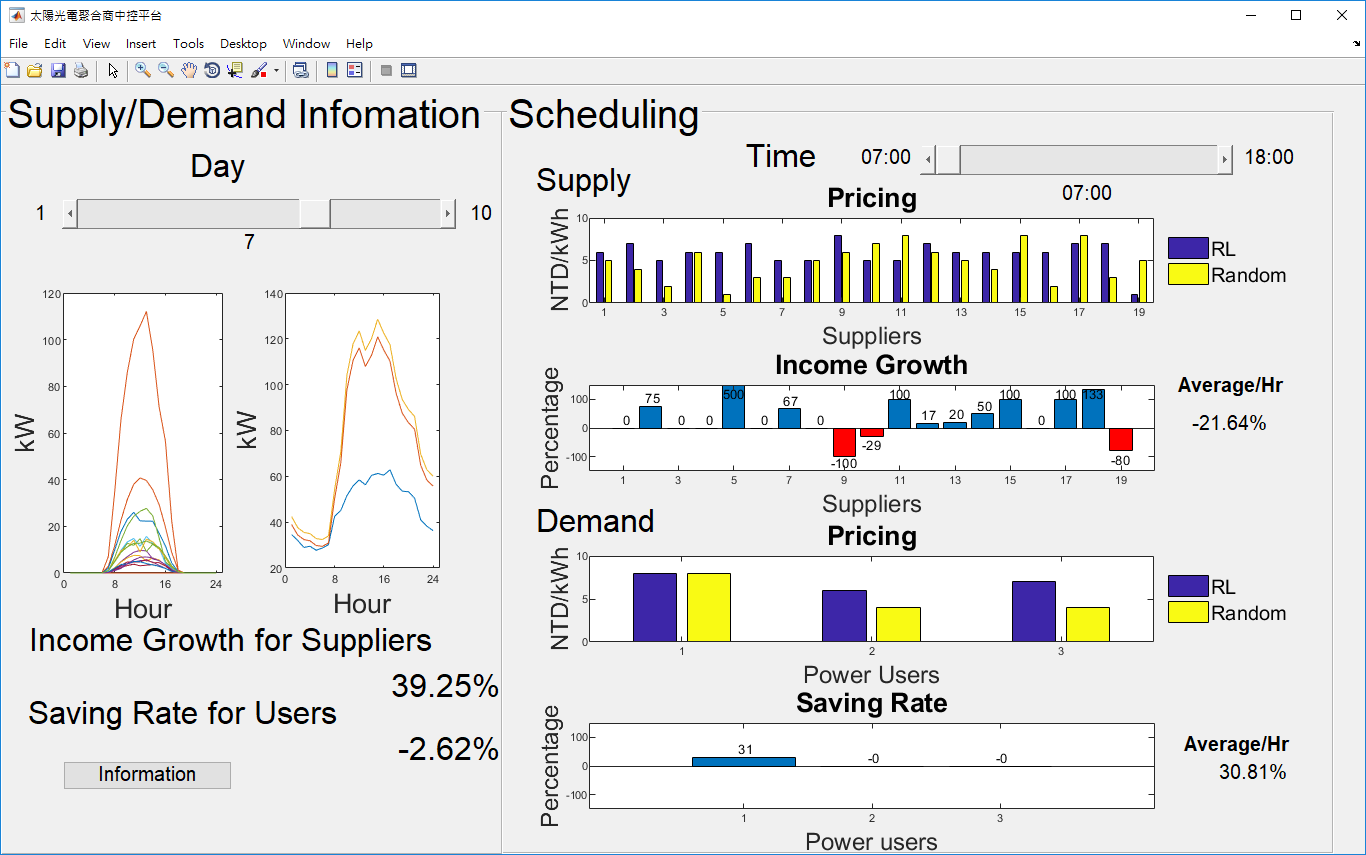 太陽光電聚合商中控平台
File Edit View Insert Tools Desktop Window Help
Supply/Demand Infomation
Day
1
10
7
kW
120
100
80
60
40
20
0
0 8 16 24
Hour
kW
140
120
100
80
60
40
20
0 8 16 24
Hour
Income Growth for Suppliers
39.25%
Saving Rate for Users
-2.62%
Information
Scheduling
Time
07:00
18:00
07:00
Supply
Pricing
NTD/kWh
10
5
0
1 3 5 7 9 11 13 15 17 19
Suppliers
RL
Random
Income Growth
Percentage
100
0
-100
0 75 0 0 500 0 67 0 -100 -29 100 17 20 50 100 0 100 133 -80
1 3 5 7 9 11 13 15 17 19
Suppliers
Average/Hr
-21.64%
Demand
Pricing
NTD/kWh
10
5
0
1 2 3
Power Users
RL
Random
Saving Rate
Percentage
100
0
-100
31 -0 -0
1 2 3
Power users
Average/Hr
30.81%